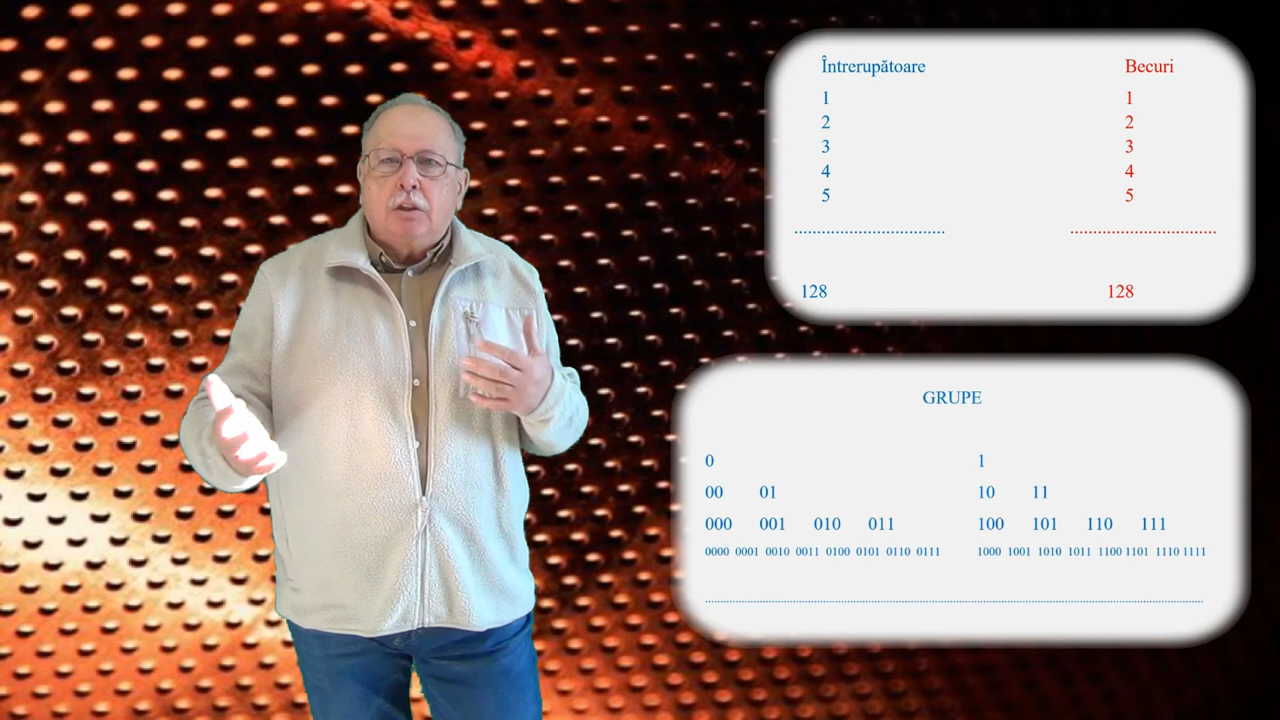 Întrerupătoare Becuri
1 1
2 2
3 3
4 4
5 5
.................................. .................................
128 128
GRUPE
0 1
00 01 10 11
000 001 010 011 100 101 110 111
0000 0001 0010 0011 0100 0101 0110 0111 1000 1001 1010 1011 1100 1101 1110 1111
....................................................................................................